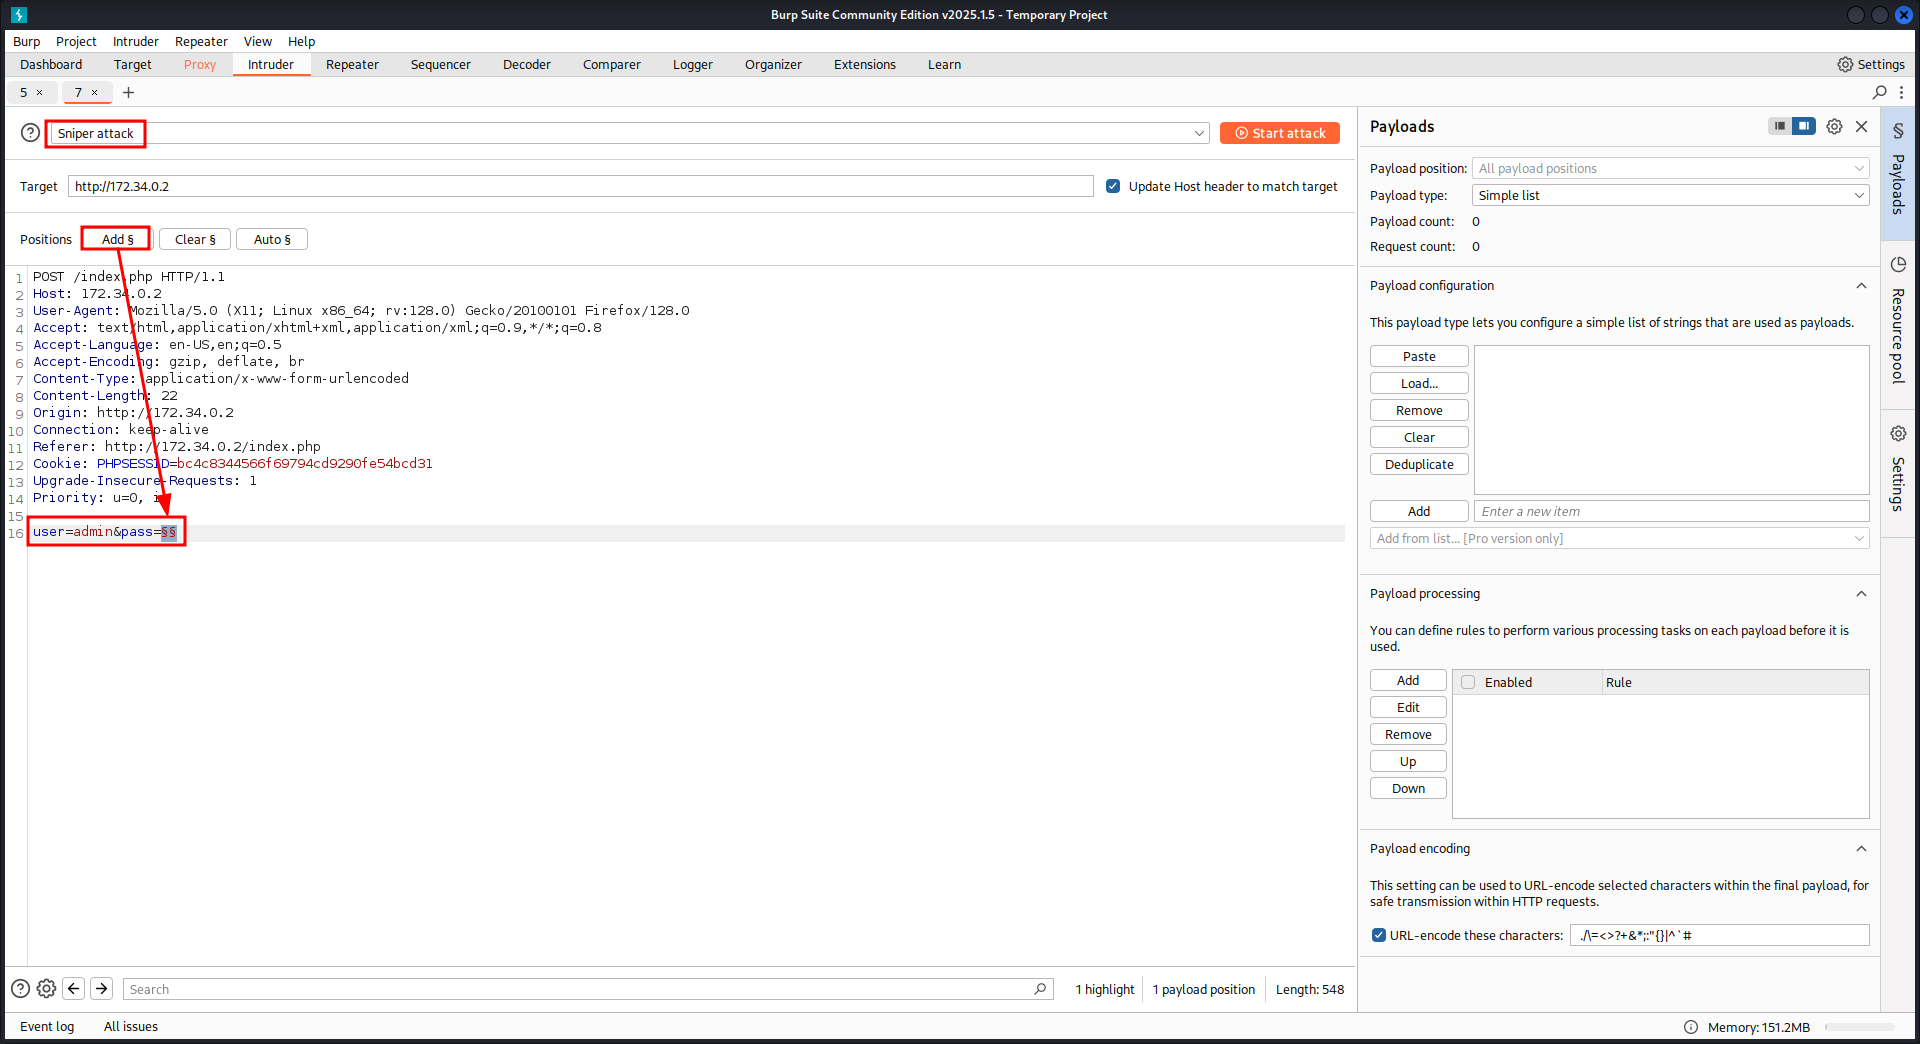 Burp Suite Community Edition v2025.1.5 - Temporary Project
Burp Project Intruder Repeater View Help
Dashboard Target Proxy Intruder Repeater Sequencer Decoder Comparer Logger Organizer Extensions Learn Settings
5 × 7 × +
Sniper attack
Start attack
Target http://172.34.0.2 Update Host header to match target
Positions Add § Clear § Auto §
1 POST /index.php HTTP/1.1
2 Host: 172.34.0.2
3 User-Agent: Mozilla/5.0 (X11; Linux x86_64; rv:128.0) Gecko/20100101 Firefox/128.0
4 Accept: text/html,application/xhtml+xml,application/xml;q=0.9,*/*;q=0.8
5 Accept-Language: en-US,en;q=0.5
6 Accept-Encoding: gzip, deflate, br
7 Content-Type: application/x-www-form-urlencoded
8 Content-Length: 22
9 Origin: http://172.34.0.2
10 Connection: keep-alive
11 Referer: http://172.34.0.2/index.php
12 Cookie: PHPSESSID=bc4c8344566f69794cd9290fe54bcd31
13 Upgrade-Insecure-Requests: 1
14 Priority: u=0, i
15
16 user=admin&pass=§§
Search
1 highlight 1 payload position Length: 548
Payloads
Payload position: All payload positions
Payload type: Simple list
Payload count: 0
Request count: 0
Payload configuration
This payload type lets you configure a simple list of strings that are used as payloads.
Paste
Load...
Remove
Clear
Deduplicate
Add Enter a new item
Add from list... [Pro version only]
Payload processing
You can define rules to perform various processing tasks on each payload before it is
used.
Add
Edit
Remove
Up
Down
Enabled Rule
Payload encoding
This setting can be used to URL-encode selected characters within the final payload, for
safe transmission within HTTP requests.
URL-encode these characters: ./\=<>?+&*;:"{}|^`#
§ Payloads
Resource pool
Settings
Event log All issues
Memory: 151.2MB